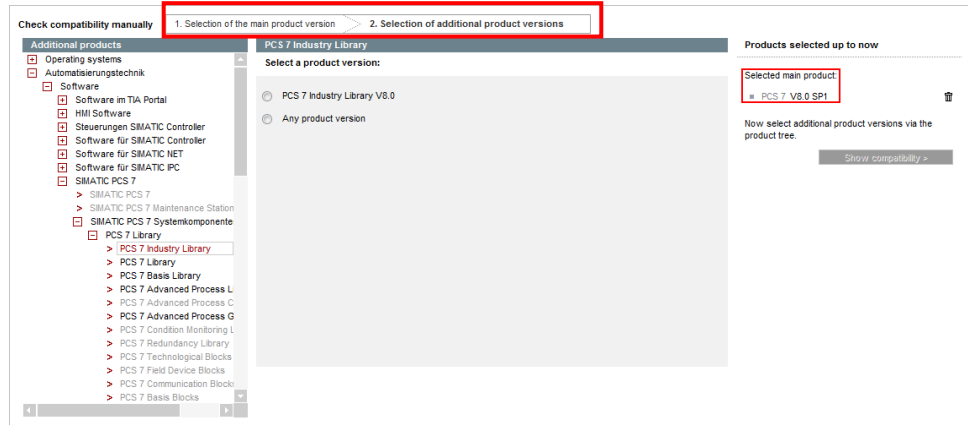 Check compatibility manually
1. Selection of the main product version
2. Selection of additional product versions
Additional products
Operating systems
Automatisierungstechnik
Software
Software im TIA Portal
HMI Software
Steuerungen SIMATIC Controller
Software für SIMATIC Controller
Software für SIMATIC NET
Software für SIMATIC IPC
SIMATIC PCS 7
> SIMATIC PCS 7
> SIMATIC PCS 7 Maintenance Station
SIMATIC PCS 7 Systemkomponente
PCS 7 Library
> PCS 7 Industry Library
> PCS 7 Library
> PCS 7 Basis Library
> PCS 7 Advanced Process L
> PCS 7 Advanced Process C
> PCS 7 Advanced Process G
> PCS 7 Condition Monitoring L
> PCS 7 Redundancy Library
> PCS 7 Technological Blocks
> PCS 7 Field Device Blocks
> PCS 7 Communication Block
> PCS 7 Basis Blocks
PCS 7 Industry Library
Select a product version:
PCS 7 Industry Library V8.0
Any product version
Products selected up to now
Selected main product:
PCS 7 V8.0 SP1
Now select additional product versions via the
product tree.
Show compatibility >